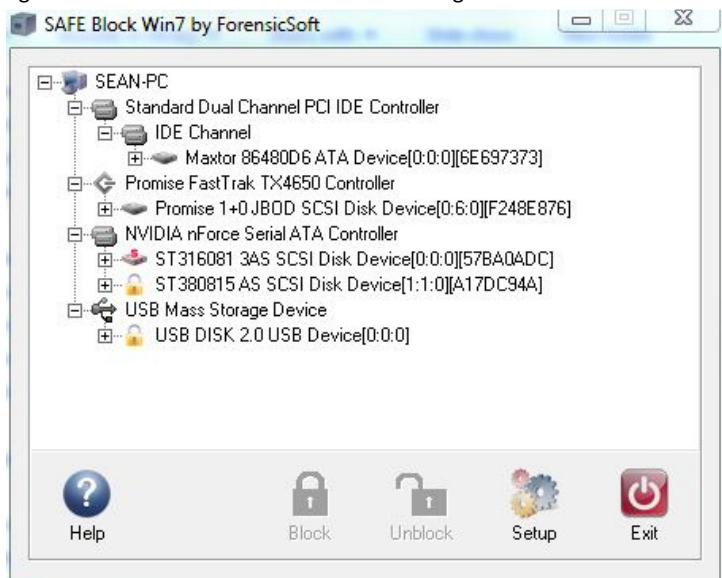 SAFE Block Win7 by ForensicSoft
SEAN-PC
Standard Dual Channel PCI IDE Controller
IDE Channel
Maxtor 86480D6 ATA Device[0:0:0][6E697373]
Promise FastTrak TX4650 Controller
Promise 1+0 JBOD SCSI Disk Device[0:6:0][F248E876]
NVIDIA nForce Serial ATA Controller
ST316081 3AS SCSI Disk Device[0:0:0][57BA0ADC]
ST380815 AS SCSI Disk Device[1:1:0][A17DC94A]
USB Mass Storage Device
USB DISK 2.0 USB Device[0:0:0]
Help
Block
Unblock
Setup
Exit